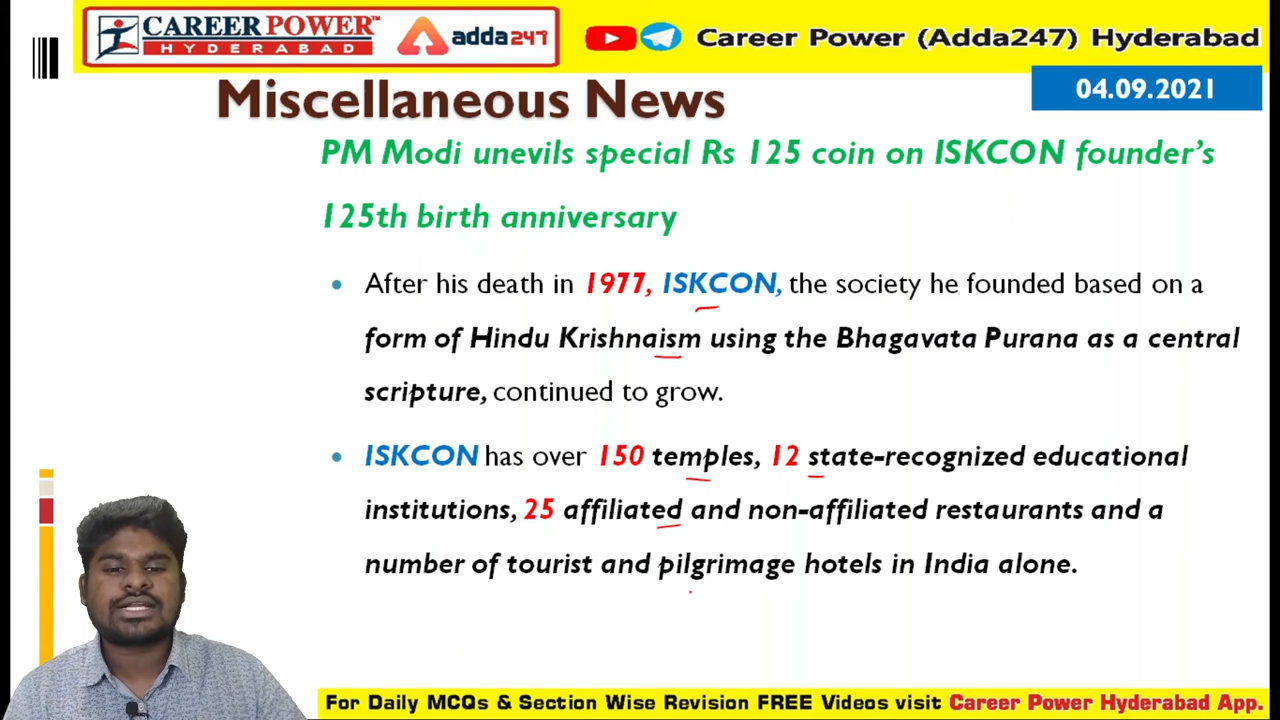 CAREER POWER™
HYDERABAD
adda247
Career Power (Adda247) Hyderabad
Miscellaneous News
04.09.2021
PM Modi unevils special Rs 125 coin on ISKCON founder's
125th birth anniversary
• After his death in 1977, ISKCON, the society he founded based on a
form of Hindu Krishnaism using the Bhagavata Purana as a central
scripture, continued to grow.
• ISKCON has over 150 temples, 12 state-recognized educational
institutions, 25 affiliated and non-affiliated restaurants and a
number of tourist and pilgrimage hotels in India alone.
For Daily MCQs & Section Wise Revision FREE Videos visit Career Power Hyderabad App.